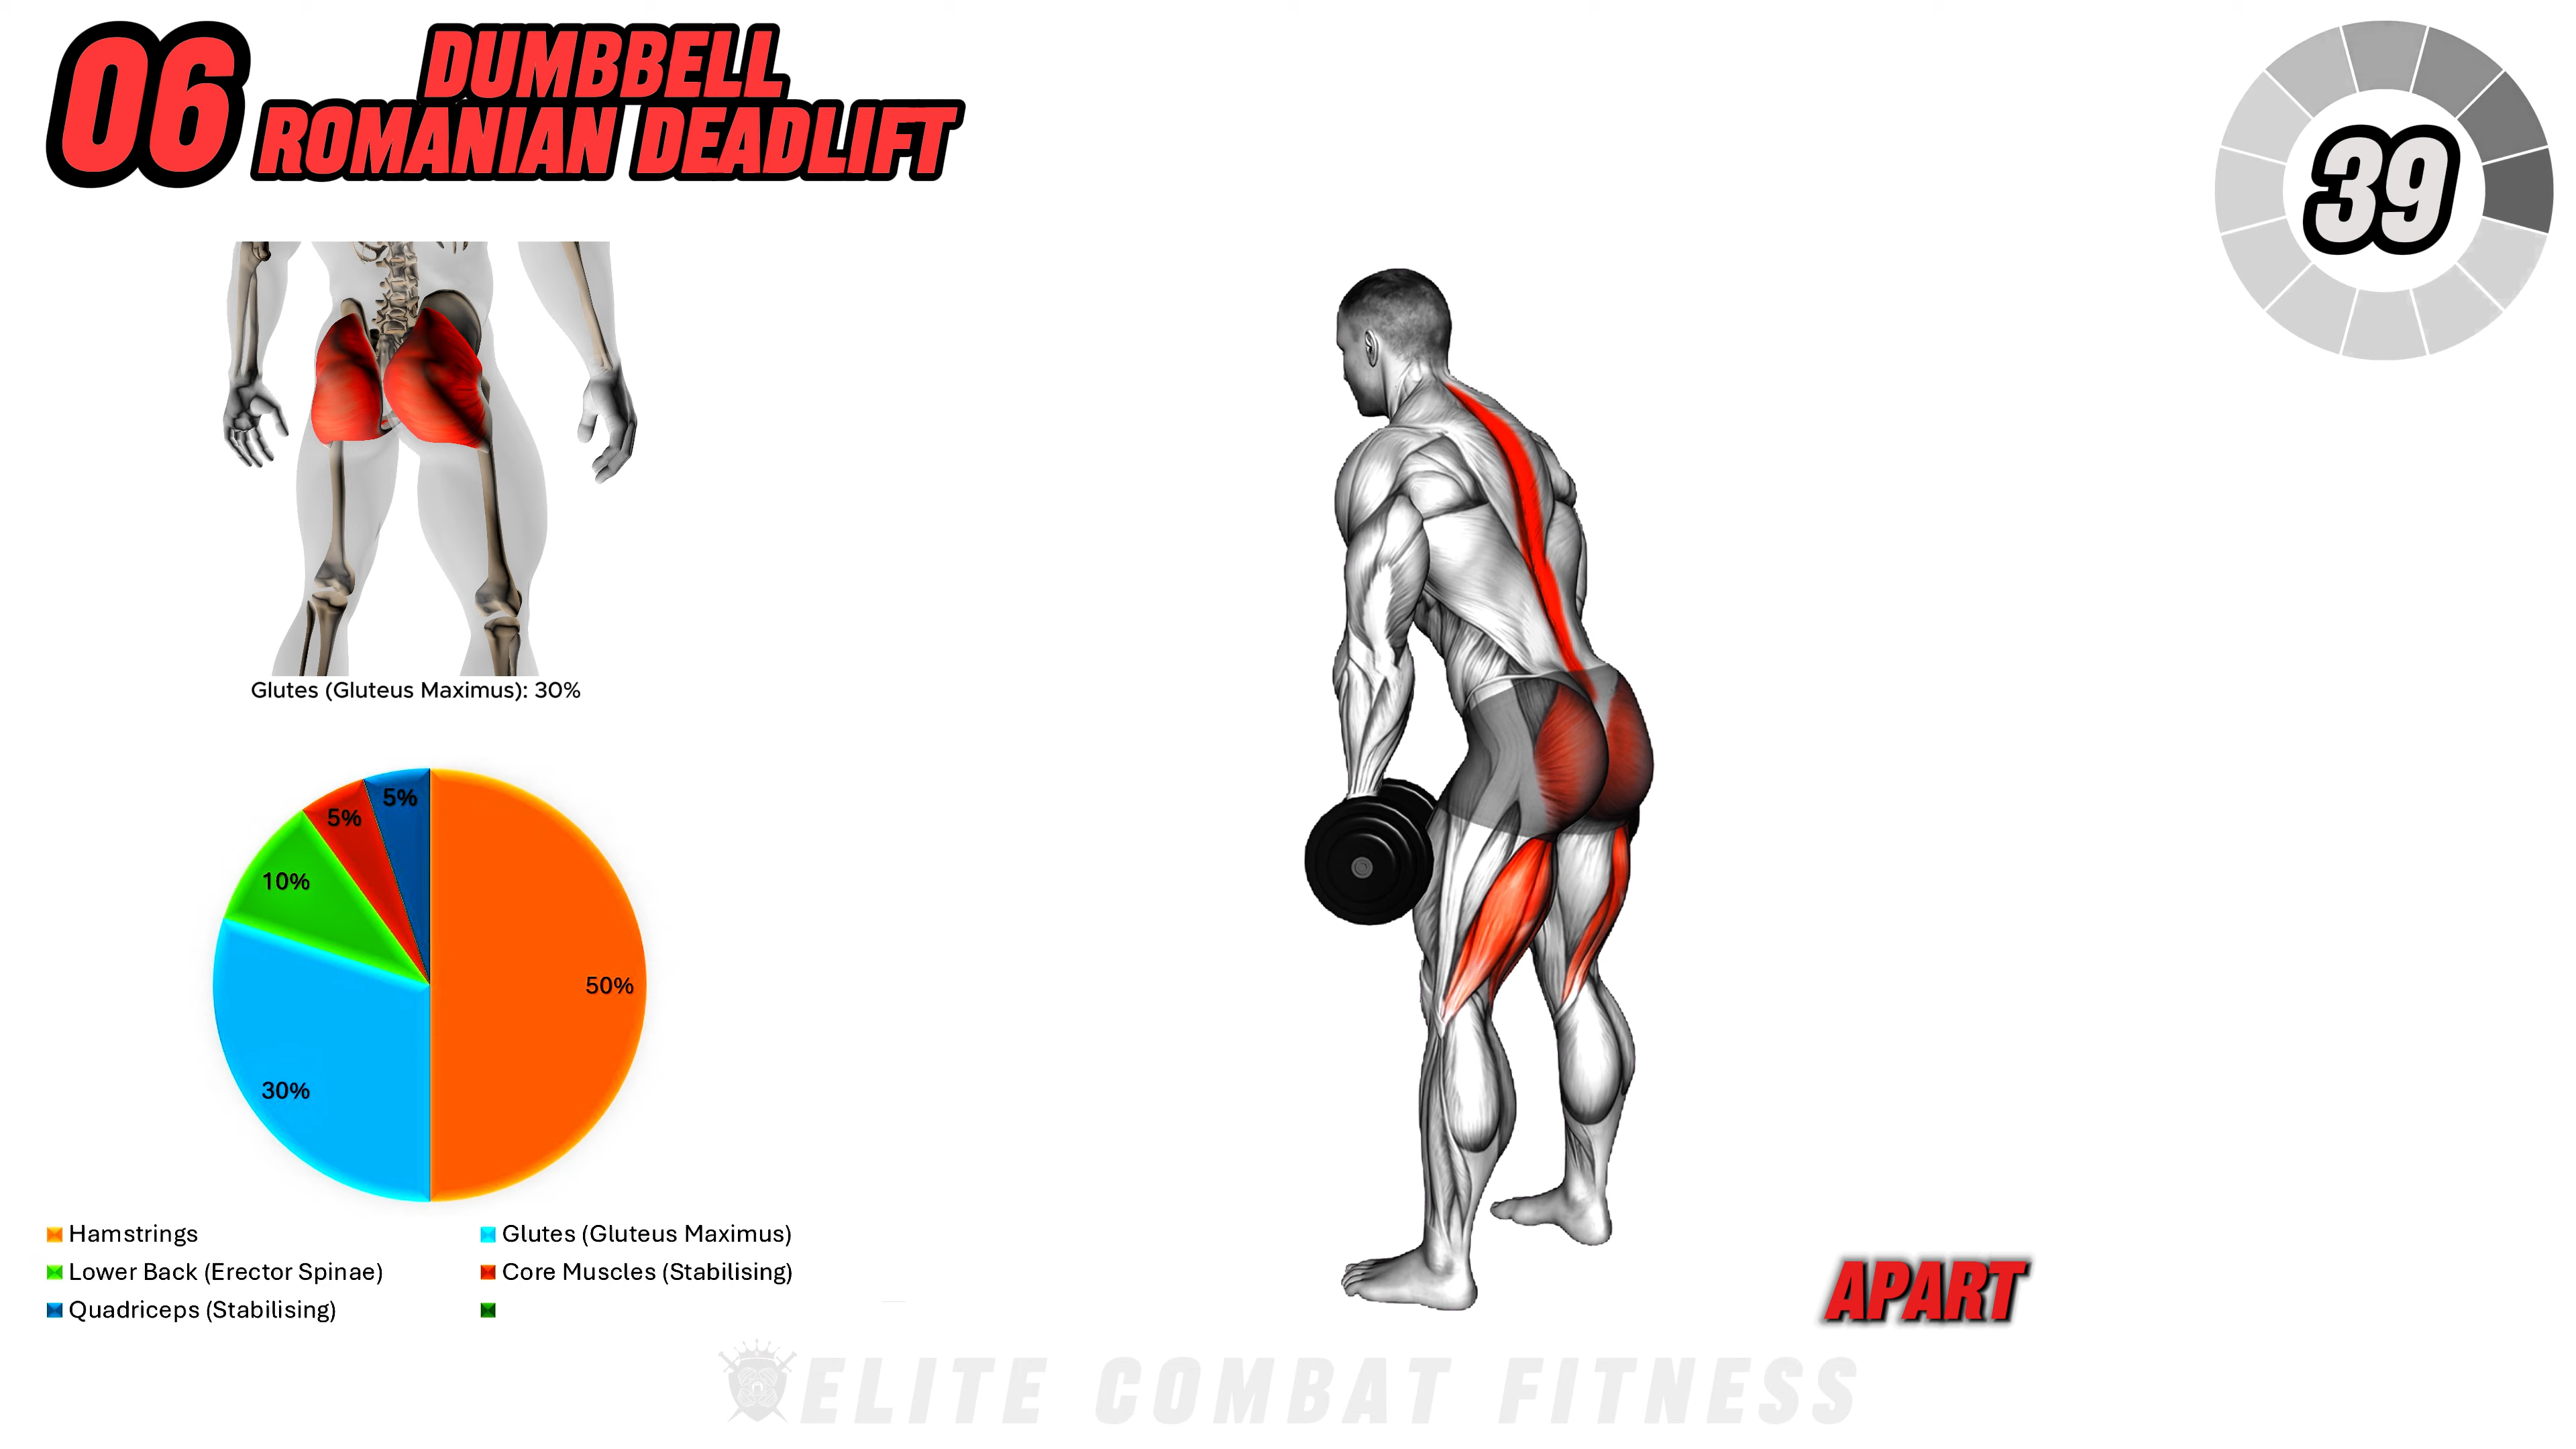 06
DUMBBELL
ROMANIAN DEADLIFT
39
Glutes (Gluteus Maximus): 30%
5%
5%
10%
50%
30%
Hamstrings
Glutes (Gluteus Maximus)
Lower Back (Erector Spinae)
Core Muscles (Stabilising)
Quadriceps (Stabilising)
APART
ELITE COMBAT FITNESS